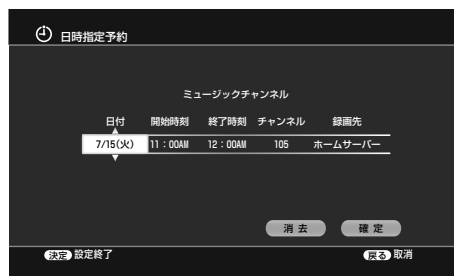 日時指定予約
ミュージックチャンネル
日付 開始時刻 終了時刻 チャンネル 録画先
7/15(火) 11：00AM 12：00AM 105 ホームサーバー
消去 確定
決定 設定終了 戻る 取消